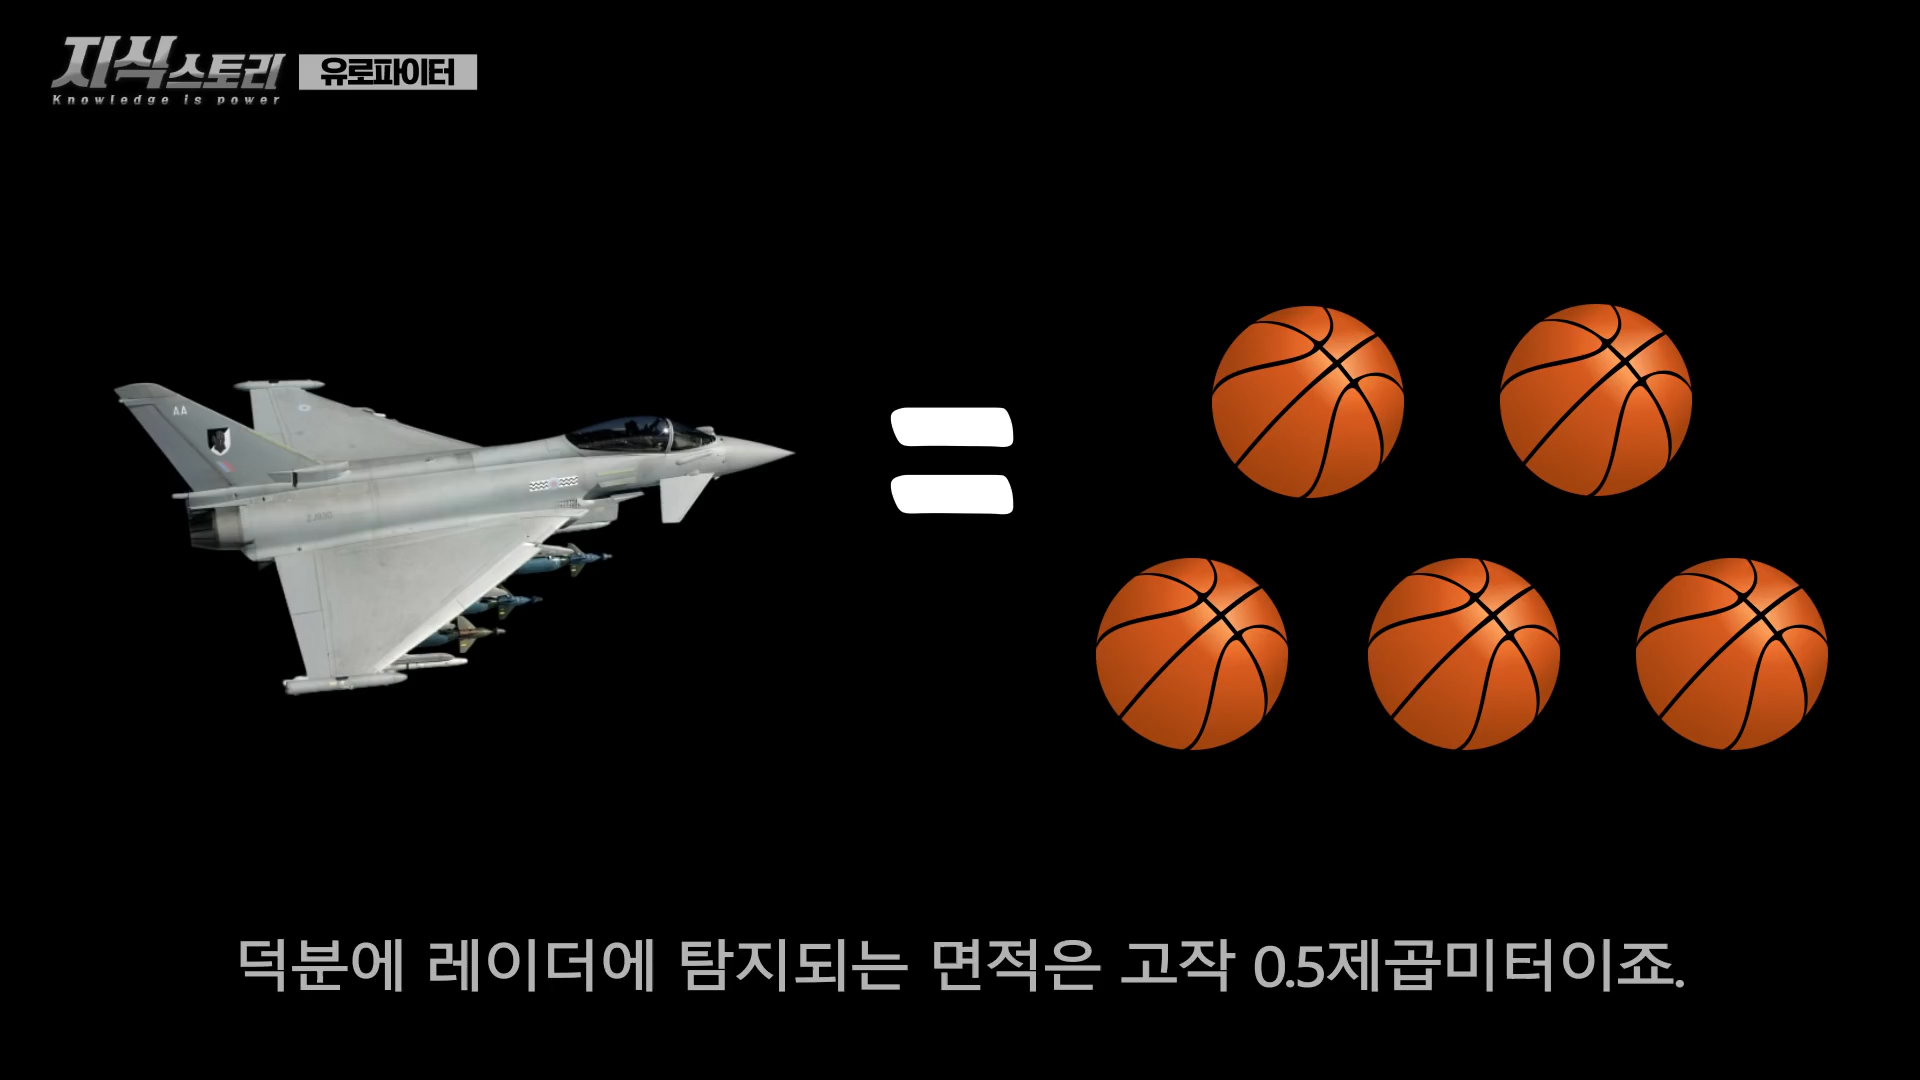 지식스토리 유로파이터
Knowledge is power
AA
덕분에 레이더에 탐지되는 면적은 고작 0.5제곱미터이죠.